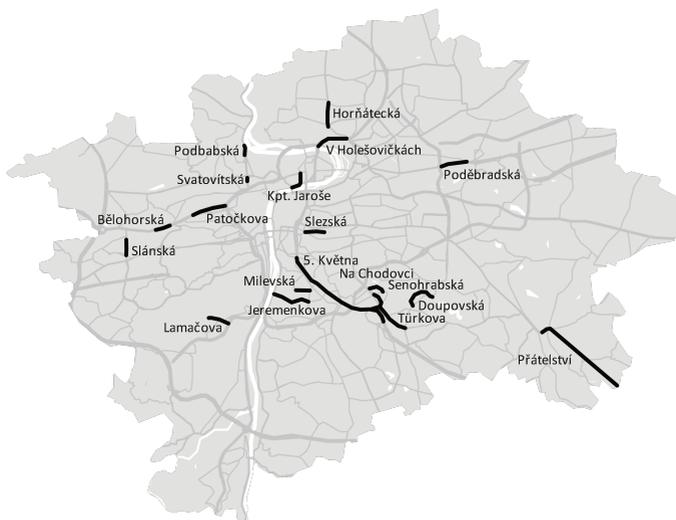 Horňátecká
V Holešovičkách
Podbabská
Poděbradská
Svatovítská
Kpt. Jaroše
Bělohorská
Patočkova
Slezská
Slánská
5. Května
Na Chodovci
Milevská
Senohrabská
Jeremenkova
Doupovská
Türkova
Lamačova
Přátelství